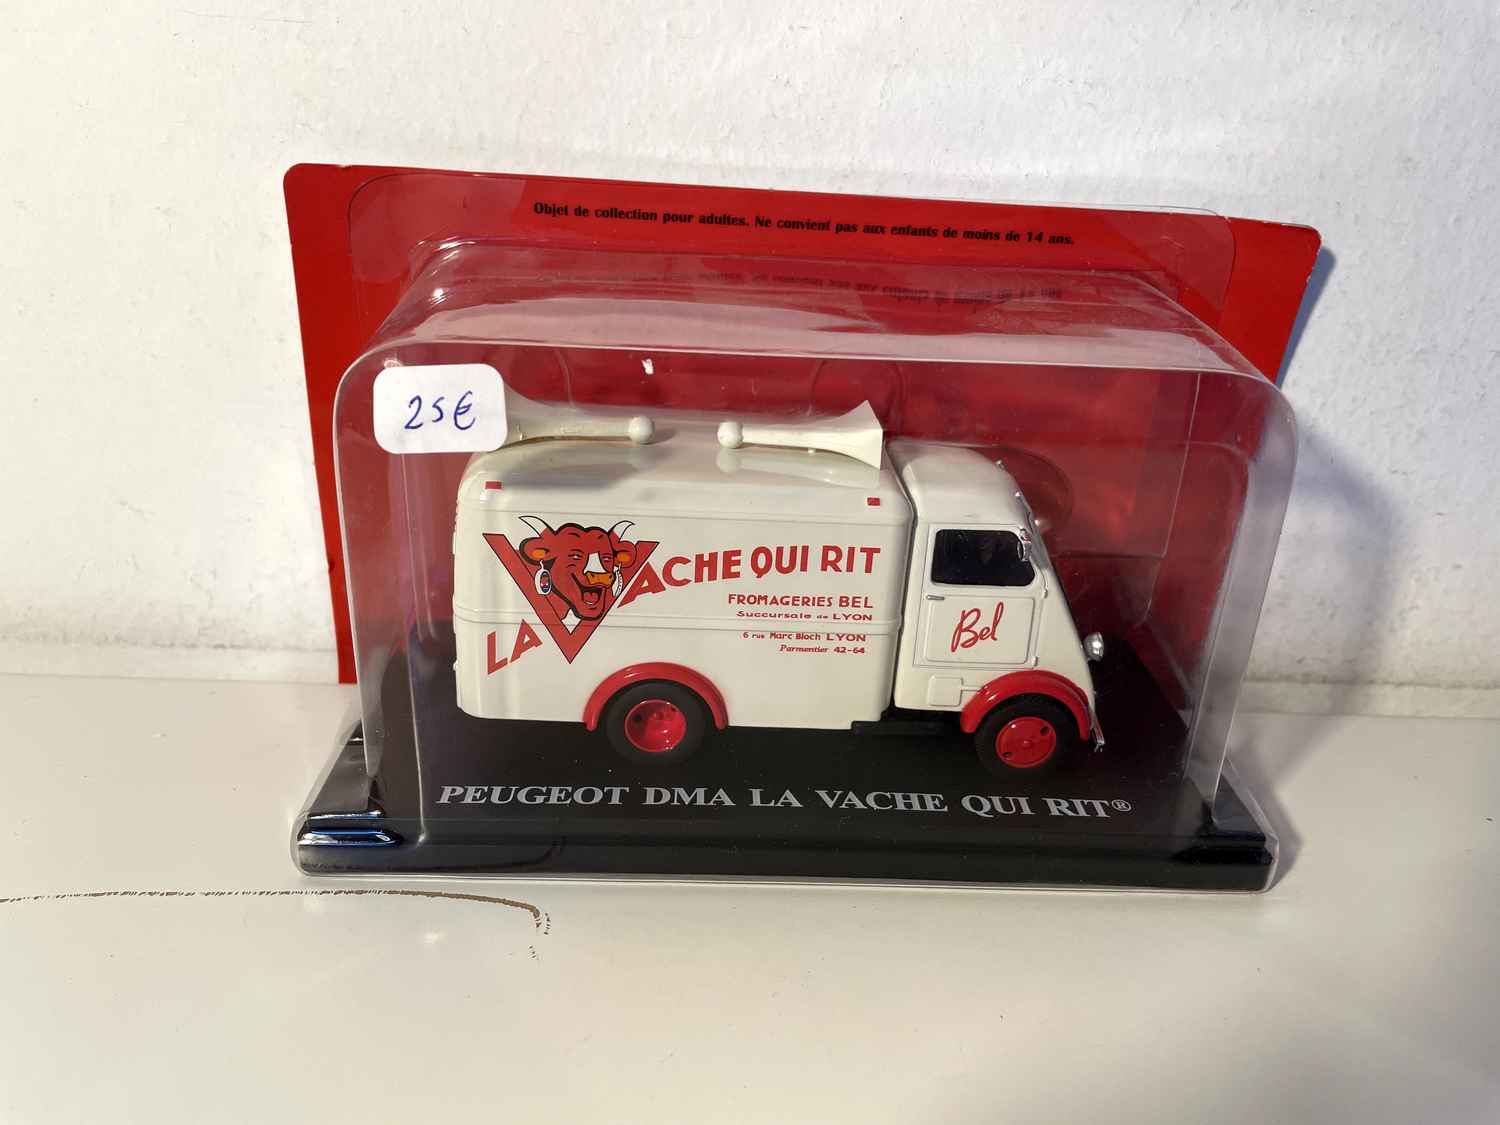 Objet de collection pour adultes. Ne convient pas aux enfants de moins de 14 ans.
25€
LA VACHE QUI RIT
FROMAGERIES BEL
Succursale de LYON
6 rue Marc Bloch LYON
Parmentier 42-64
Bel
PEUGEOT DMA LA VACHE QUI RIT®